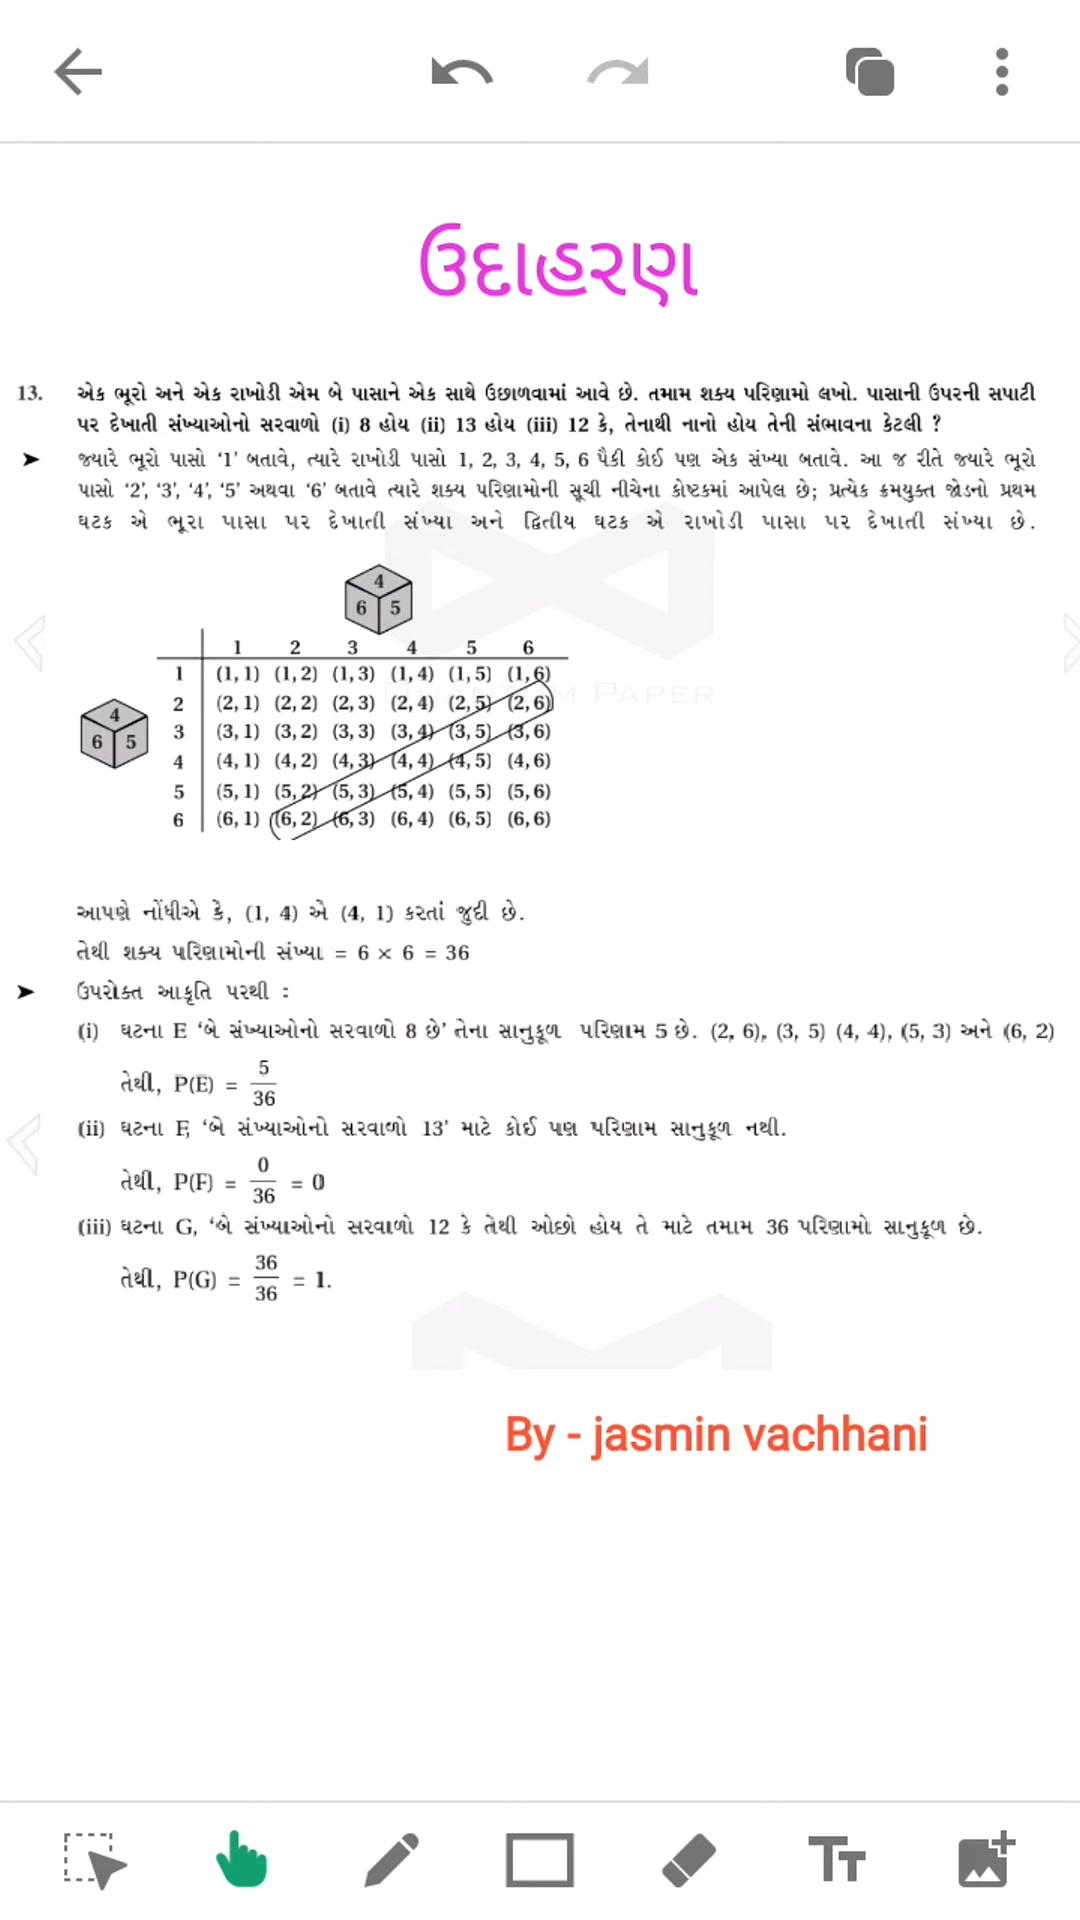 ઉદાહરણ
13. એક ભૂરો અને એક રાખોડી એમ બે પાસાને એક સાથે ઉછાળવામાં આવે છે. તમામ શક્ય પરિણામો લખો. પાસાની ઉપરની સપાટી
પર દેખાતી સંખ્યાઓનો સરવાળો (i) 8 હોય (ii) 13 હોય (iii) 12 કે, તેનાથી નાનો હોય તેની સંભાવના કેટલી ?
➤ જ્યારે ભૂરો પાસો ‘1’ બતાવે, ત્યારે રાખોડી પાસો 1, 2, 3, 4, 5, 6 પૈકી કોઈ પણ એક સંખ્યા બતાવે. આ જ રીતે જ્યારે ભૂરો
પાસો ‘2’, ‘3’, ‘4’, ‘5’ અથવા ‘6’ બતાવે ત્યારે શક્ય પરિણામોની સૂચી નીચેના કોષ્ટકમાં આપેલ છે; પ્રત્યેક ક્રમયુક્ત જોડનો પ્રથમ
ઘટક એ ભૂરા પાસા પર દેખાતી સંખ્યા અને દ્વિતીય ઘટક એ રાખોડી પાસા પર દેખાતી સંખ્યા છે.
4
6 5
1 2 3 4 5 6
1 (1, 1) (1, 2) (1, 3) (1, 4) (1, 5) (1, 6)
QUANTUM PAPER
2 (2, 1) (2, 2) (2, 3) (2, 4) (2, 5) (2, 6)
4
6 5
3 (3, 1) (3, 2) (3, 3) (3, 4) (3, 5) (3, 6)
4 (4, 1) (4, 2) (4, 3) (4, 4) (4, 5) (4, 6)
5 (5, 1) (5, 2) (5, 3) (5, 4) (5, 5) (5, 6)
6 (6, 1) (6, 2) (6, 3) (6, 4) (6, 5) (6, 6)
આપણે નોંધીએ કે, (1, 4) એ (4, 1) કરતાં જુદી છે.
તેથી શક્ય પરિણામોની સંખ્યા = 6 × 6 = 36
➤ ઉપરોક્ત આકૃતિ પરથી :
(i) ઘટના E ‘બે સંખ્યાઓનો સરવાળો 8 છે’ તેના સાનુકૂળ પરિણામ 5 છે. (2, 6), (3, 5) (4, 4), (5, 3) અને (6, 2)
તેથી, P(E) = 5/36
(ii) ઘટના F, ‘બે સંખ્યાઓનો સરવાળો 13’ માટે કોઈ પણ પરિણામ સાનુકૂળ નથી.
તેથી, P(F) = 0/36 = 0
(iii) ઘટના G, ‘બે સંખ્યાઓનો સરવાળો 12 કે તેથી ઓછો હોય તે માટે તમામ 36 પરિણામો સાનુકૂળ છે.
તેથી, P(G) = 36/36 = 1.
By - jasmin vachhani
TT